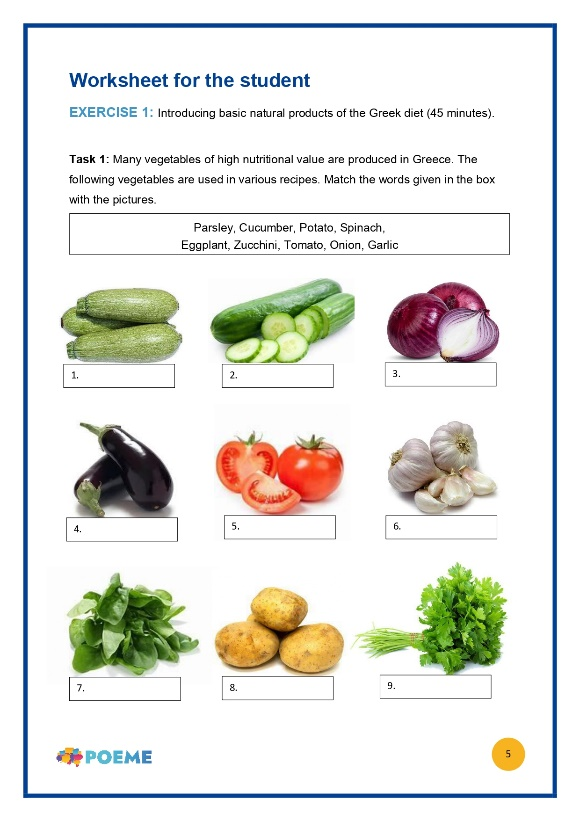 Worksheet for the student
EXERCISE 1: Introducing basic natural products of the Greek diet (45 minutes).
Task 1: Many vegetables of high nutritional value are produced in Greece. The
following vegetables are used in various recipes. Match the words given in the box
with the pictures.
Parsley, Cucumber, Potato, Spinach,
Eggplant, Zucchini, Tomato, Onion, Garlic
1.
2.
3.
4.
5.
6.
7.
8.
9.
POEME
5